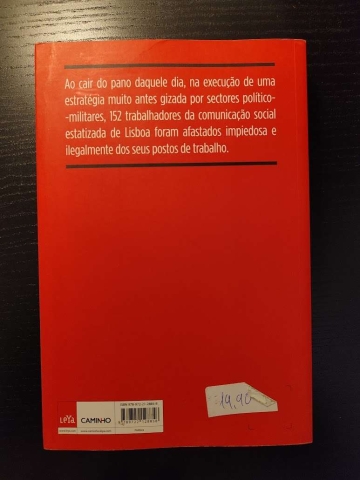 Ao cair do pano daquele dia, na execução de uma
estratégia muito antes gizada por sectores político-
-militares, 152 trabalhadores da comunicação social
estatizada de Lisboa foram afastados impiedosa e
ilegalmente dos seus postos de trabalho.
19,90
LeYa
CAMINHO